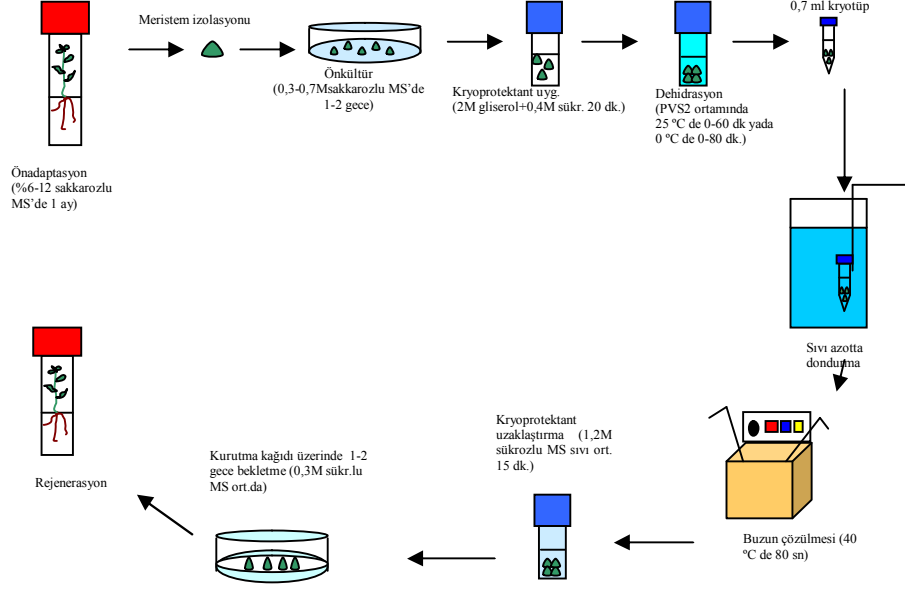 Meristem izolasyonu
0,7 ml kryotüp
Önkültür
(0,3-0,7Msakkarozlu MS’de
1-2 gece)
Kryoprotektant uyg.
(2M gliserol+0,4M sükr. 20 dk.)
Dehidrasyon
(PVS2 ortamında
25 ºC de 0-60 dk yada
0 ºC de 0-80 dk.)
Önadaptasyon
(%6-12 sakkarozlu
MS’de 1 ay)
Sıvı azotta
dondurma
Buzun çözülmesi (40
ºC de 80 sn)
Kryoprotektant
uzaklaştırma (1,2M
sükrozlu MS sıvı ort.
15 dk.)
Kurutma kağıdı üzerinde 1-2
gece bekletme (0,3M sükr.lu
MS ort.da)
Rejenerasyon